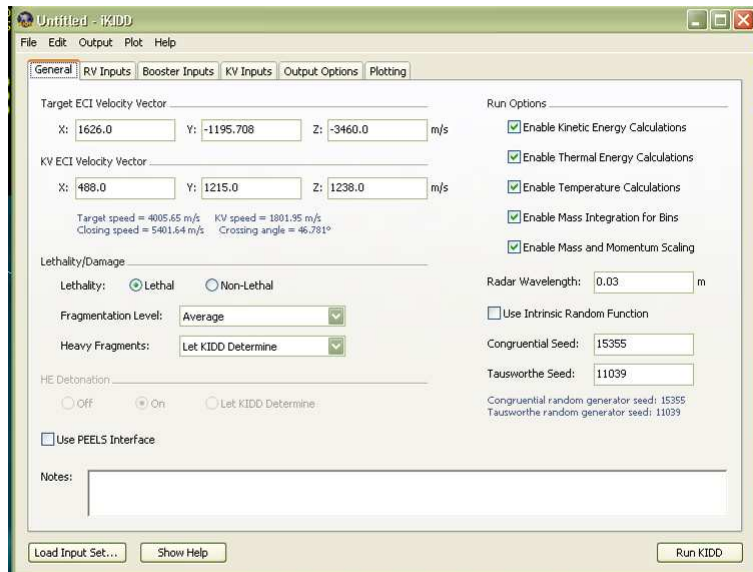 Untitled - iKIDD
File Edit Output Plot Help
General RV Inputs Booster Inputs KV Inputs Output Options Plotting
Target ECI Velocity Vector
X: 1626.0 Y: -1195.708 Z: -3460.0 m/s
KV ECI Velocity Vector
X: 488.0 Y: 1215.0 Z: 1238.0 m/s
Target speed = 4005.65 m/s KV speed = 1801.95 m/s
Closing speed = 5401.64 m/s Crossing angle = 46.781º
Lethality/Damage
Lethality: Lethal Non-Lethal
Fragmentation Level: Average
Heavy Fragments: Let KIDD Determine
HE Detonation
Off On Let KIDD Determine
Use PEELS Interface
Run Options
Enable Kinetic Energy Calculations
Enable Thermal Energy Calculations
Enable Temperature Calculations
Enable Mass Integration for Bins
Enable Mass and Momentum Scaling
Radar Wavelength: 0.03 m
Use Intrinsic Random Function
Congruential Seed: 15355
Tausworthe Seed: 11039
Congruential random generator seed: 15355
Tausworthe random generator seed: 11039
Notes:
Load Input Set... Show Help Run KIDD